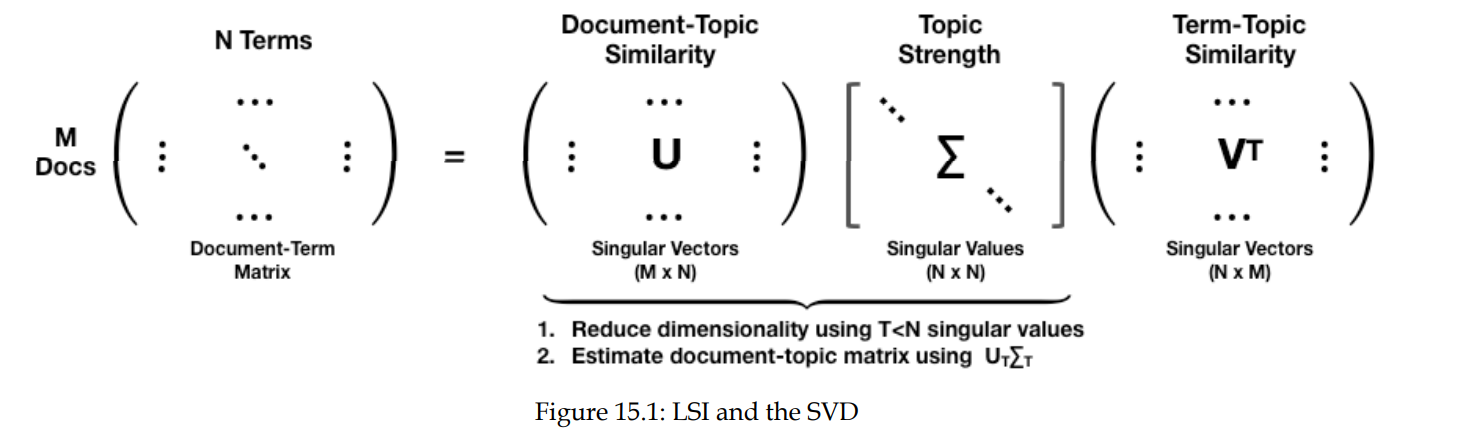 N Terms
Document-Topic
Similarity
Topic
Strength
Term-Topic
Similarity
M
Docs
=
U
∑
Vᵀ
Document-Term
Matrix
Singular Vectors
(M x N)
Singular Values
(N x N)
Singular Vectors
(N x M)
1. Reduce dimensionality using T<N singular values
2. Estimate document-topic matrix using U_T∑_T
Figure 15.1: LSI and the SVD